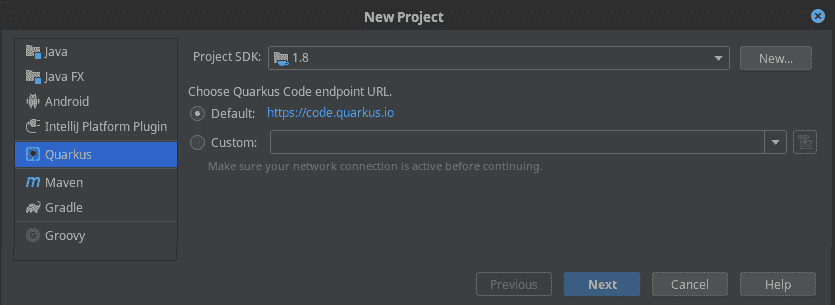 New Project
Java
Java FX
Android
IntelliJ Platform Plugin
Quarkus
Maven
Gradle
Groovy
Project SDK: 1.8 New...
Choose Quarkus Code endpoint URL.
Default: https://code.quarkus.io
Custom:
Make sure your network connection is active before continuing.
Previous Next Cancel Help